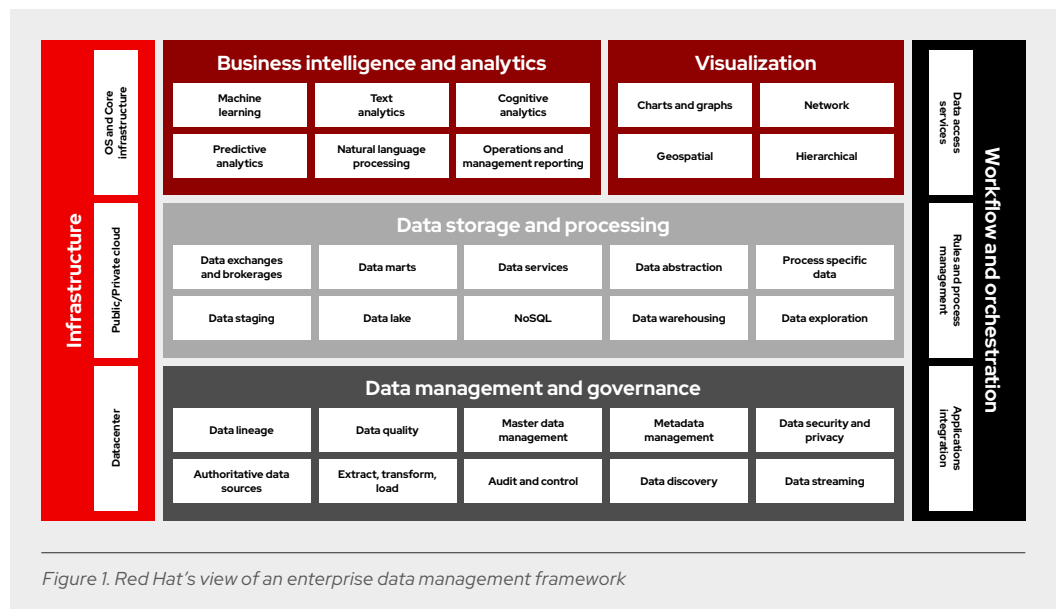 Infrastructure
OS and Core
infrastructure
Public/Private cloud
Datacenter
Business intelligence and analytics
Machine
learning
Text
analytics
Cognitive
analytics
Predictive
analytics
Natural language
processing
Operations and
management reporting
Visualization
Charts and graphs
Network
Geospatial
Hierarchical
Data storage and processing
Data exchanges
and brokerages
Data marts
Data services
Data abstraction
Process specific
data
Data staging
Data lake
NoSQL
Data warehousing
Data exploration
Data management and governance
Data lineage
Data quality
Master data
management
Metadata
management
Data security and
privacy
Authoritative data
sources
Extract, transform,
load
Audit and control
Data discovery
Data streaming
Workflow and orchestration
Data access
services
Rules and process
management
Applications
integration
Figure 1. Red Hat’s view of an enterprise data management framework